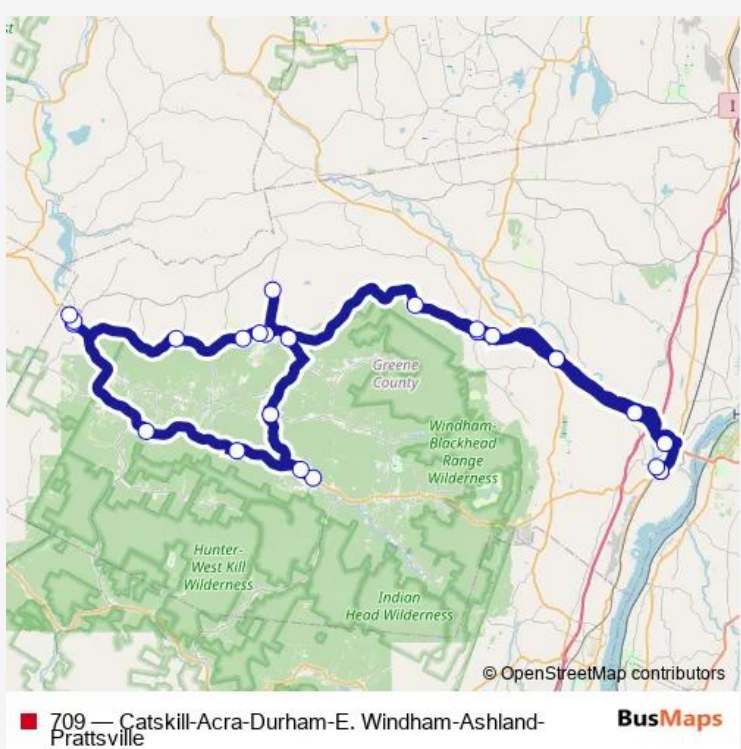 st
I
Greene
County
Windham-
Blackhead
Range
Wilderness
H
Hunter-
West Kill
Wilderness
Indian
Head Wilderness
© OpenStreetMap contributors
709 — Catskill-Acra-Durham-E. Windham-Ashland-
Prattsville
BusMaps